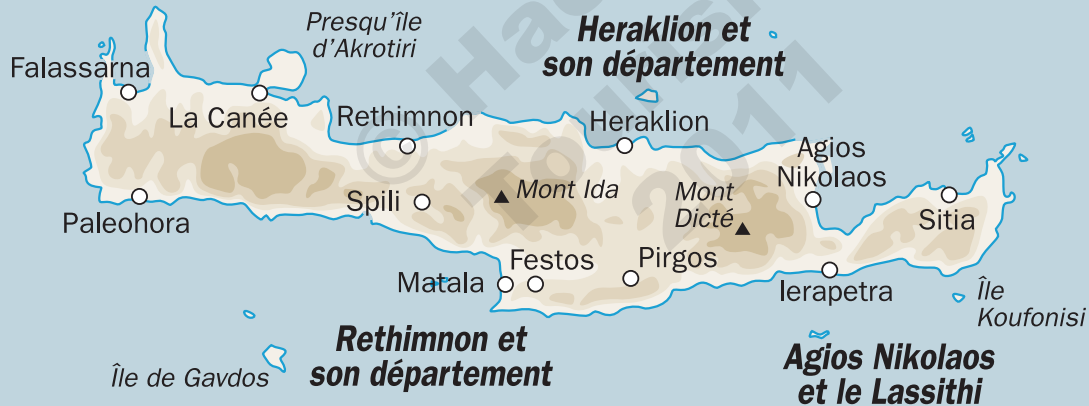 Presqu'île
d'Akrotiri
Heraklion et
son département
Falassarna
La Canée
Rethimnon
Heraklion
Agios
Nikolaos
Mont Ida
Mont
Dicté
Spili
Paleohora
Sitia
Matala
Festos
Pirgos
Ierapetra
Île
Koufonisi
Rethimnon et
son département
Île de Gavdos
Agios Nikolaos
et le Lassithi
©
2011